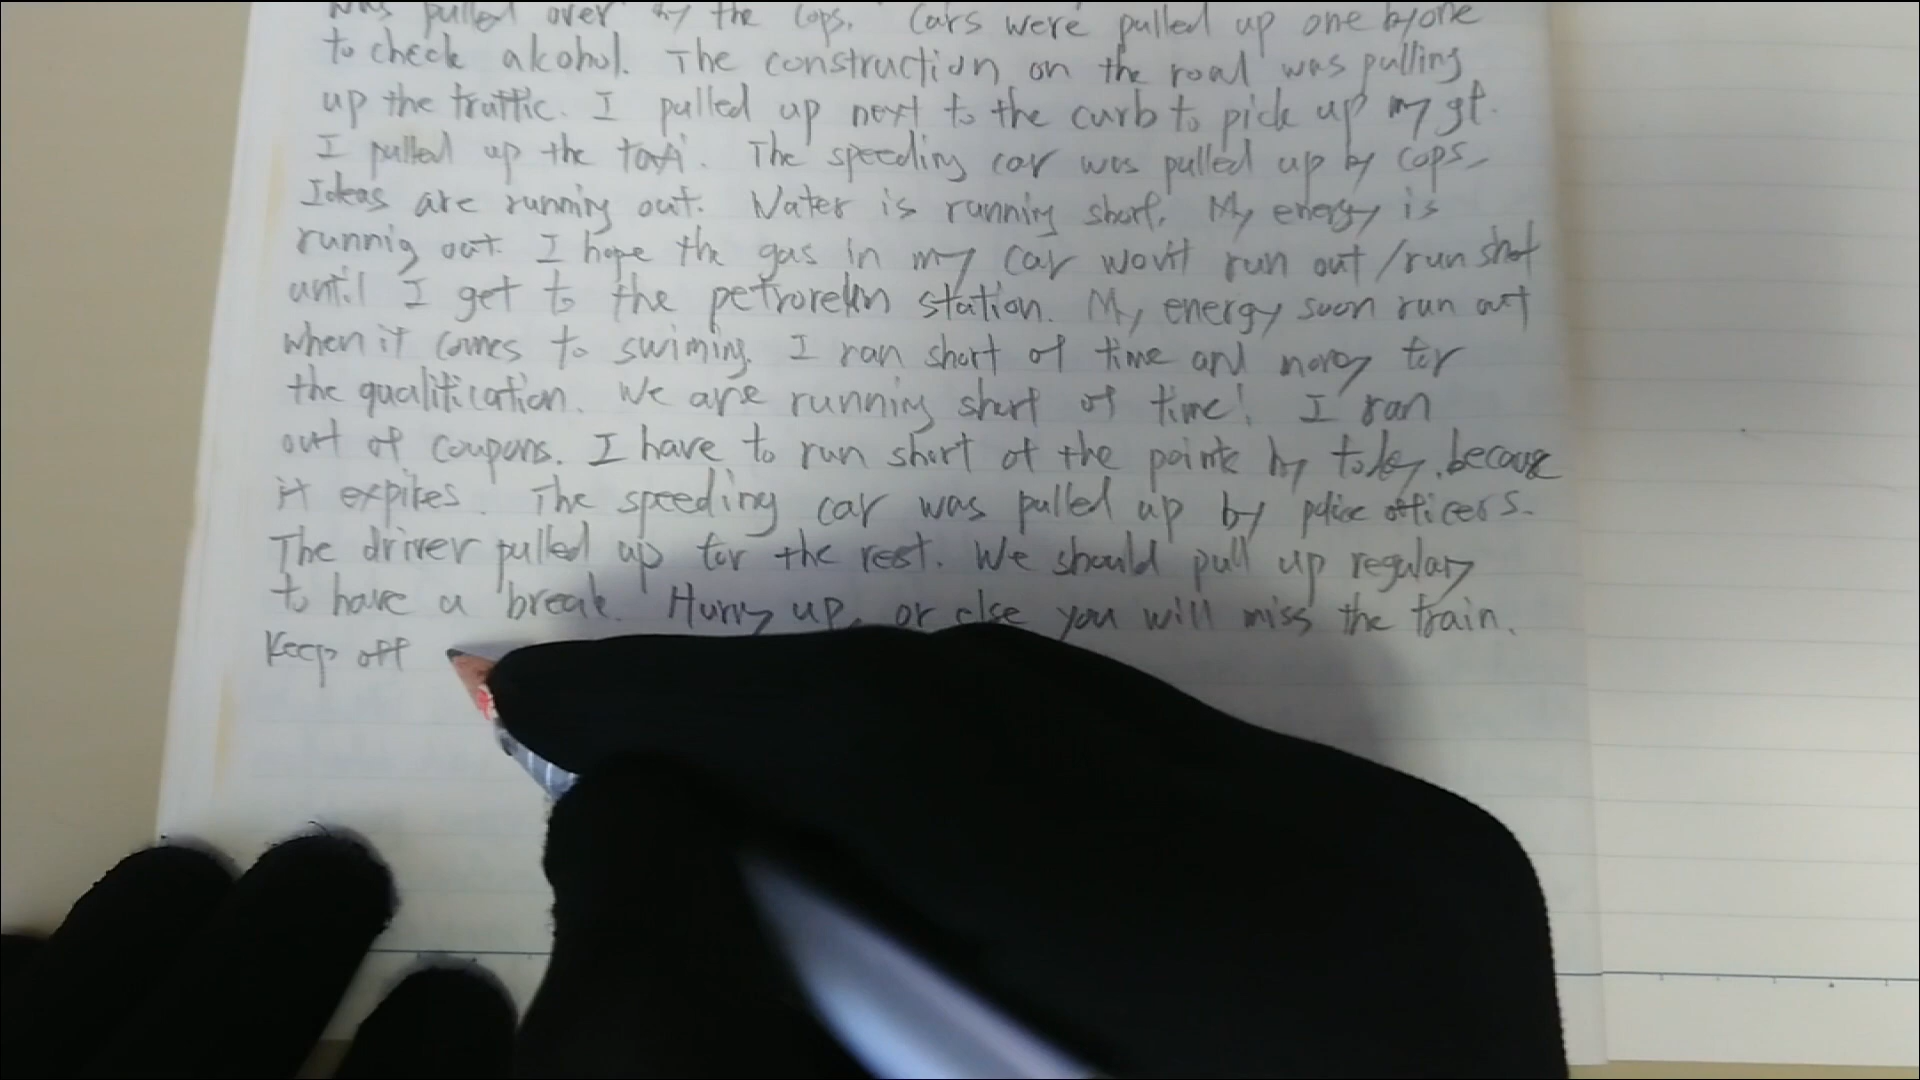 was pulled over by the cops. Cars were pulled up one by one
to check alcohol. The construction on the road was pulling
up the traffic. I pulled up next to the curb to pick up my gf.
I pulled up the taxi. The speeding car was pulled up by cops.
Ideas are running out. Water is running short. My energy is
runnig out. I hope the gas in my car won't run out / run shot
until I get to the station. My energy soon run out
when it comes to swiming. I ran short of time and money for
the qualification. We are running short of time! I ran
out of coupons. I have to run short of the points by today, because
it expires. The speeding car was pulled up by police officers.
The driver pulled up for the rest. We should pull up regulary
to have a break. Hurry up, or else you will miss the train.
Keep off